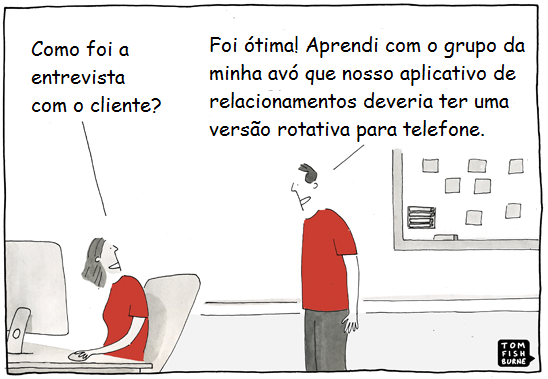 Como foi a
entrevista
com o cliente?
Foi ótima! Aprendi com o grupo da
minha avó que nosso aplicativo de
relacionamentos deveria ter uma
versão rotativa para telefone.
TOM
FISH
BURNE